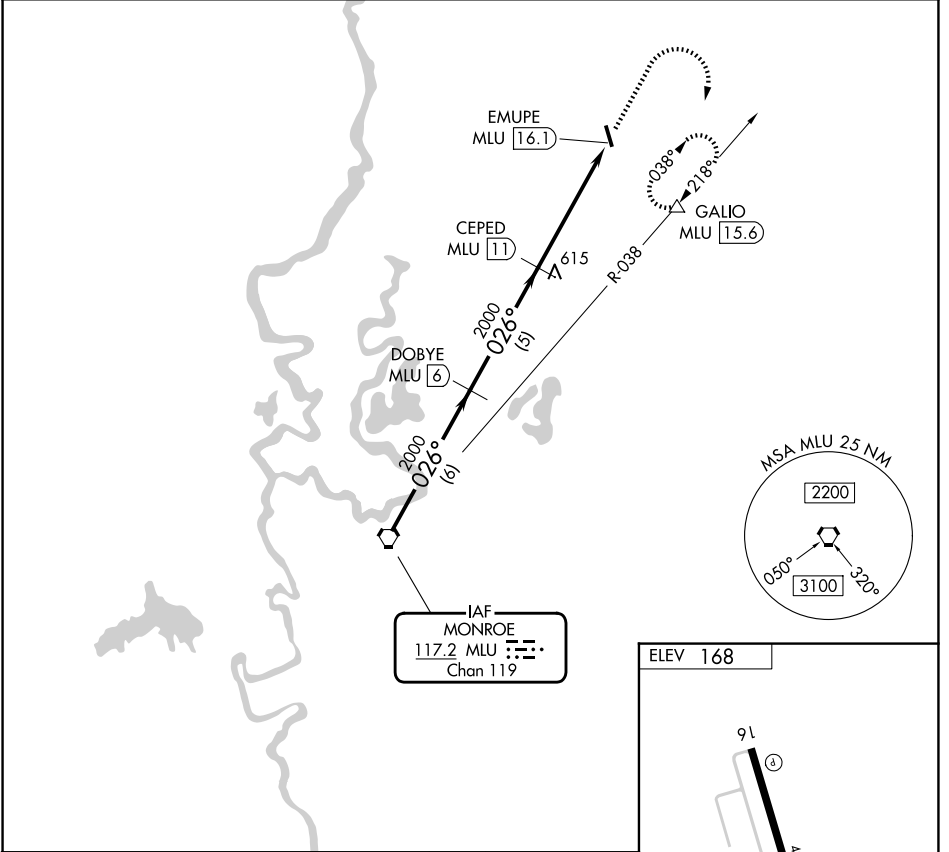 EMUPE
MLU 16.1
038°
218°
GALIO
MLU 15.6
CEPED
MLU 11
615
R-038
2000
026°
(5)
DOBYE
MLU 6
2000
026°
(6)
MSA MLU 25 NM
2200
050°
320°
3100
IAF
MONROE
117.2 MLU
Chan 119
ELEV 168
16
P
A